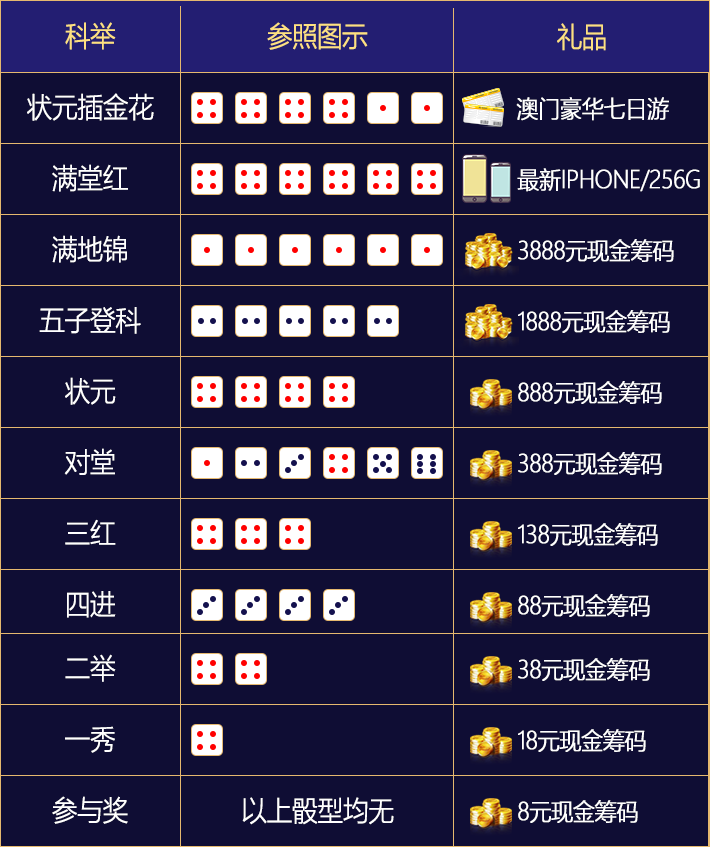 科举 参照图示 礼品
状元插金花 澳门豪华七日游
满堂红 最新IPHONE/256G
满地锦 3888元现金筹码
五子登科 1888元现金筹码
状元 888元现金筹码
对堂 388元现金筹码
三红 138元现金筹码
四进 88元现金筹码
二举 38元现金筹码
一秀 18元现金筹码
参与奖 以上骰型均无 8元现金筹码